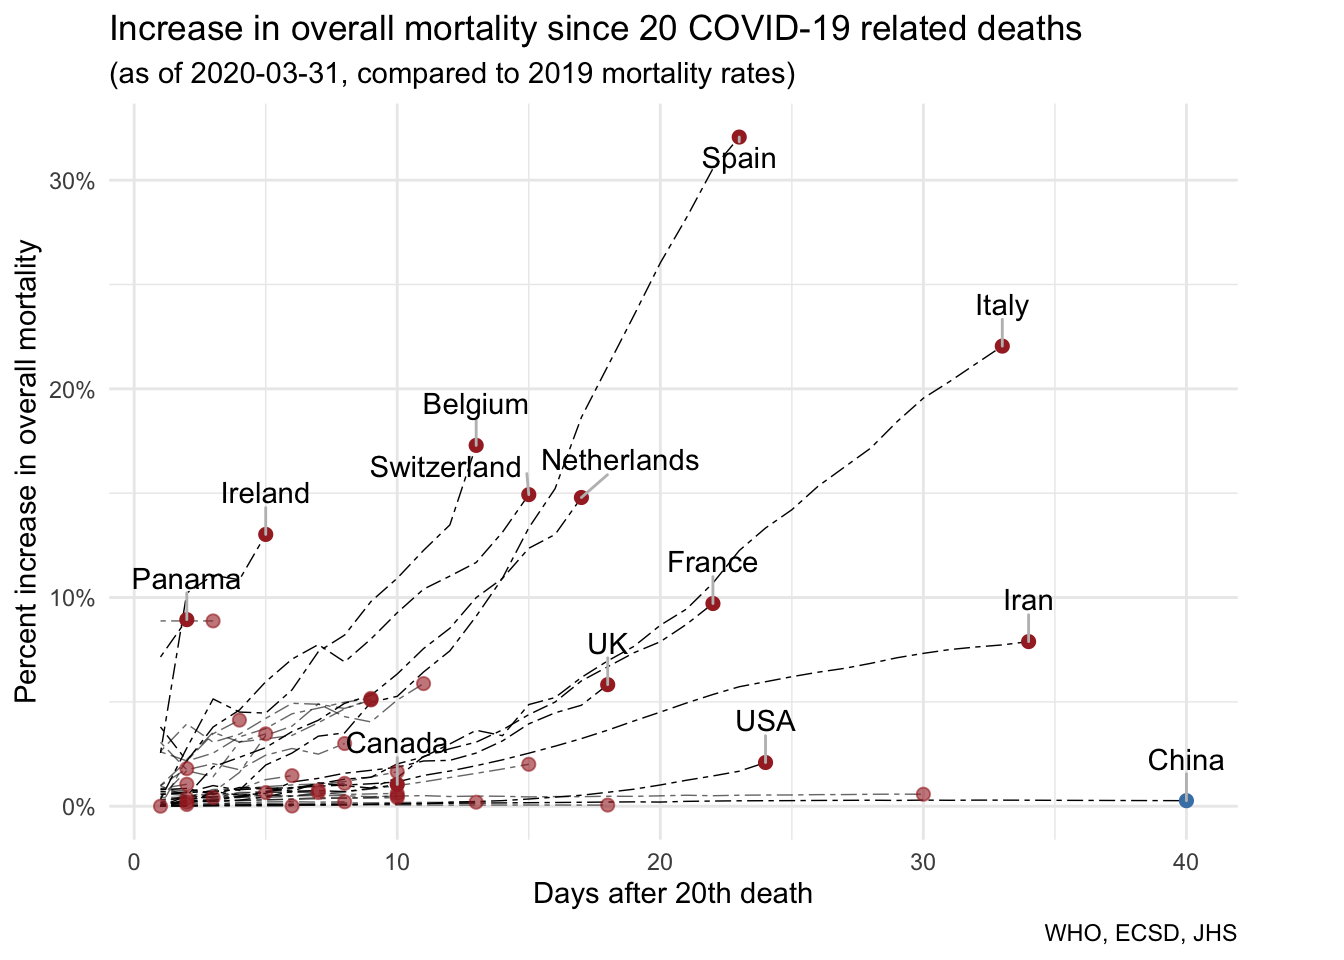 Increase in overall mortality since 20 COVID-19 related deaths
(as of 2020-03-31, compared to 2019 mortality rates)
Percent increase in overall mortality
30%
20%
10%
0%
Spain
Italy
Belgium
Switzerland
Netherlands
Ireland
Panama
France
Iran
UK
USA
Canada
China
0
10
20
30
40
Days after 20th death
WHO, ECSD, JHS